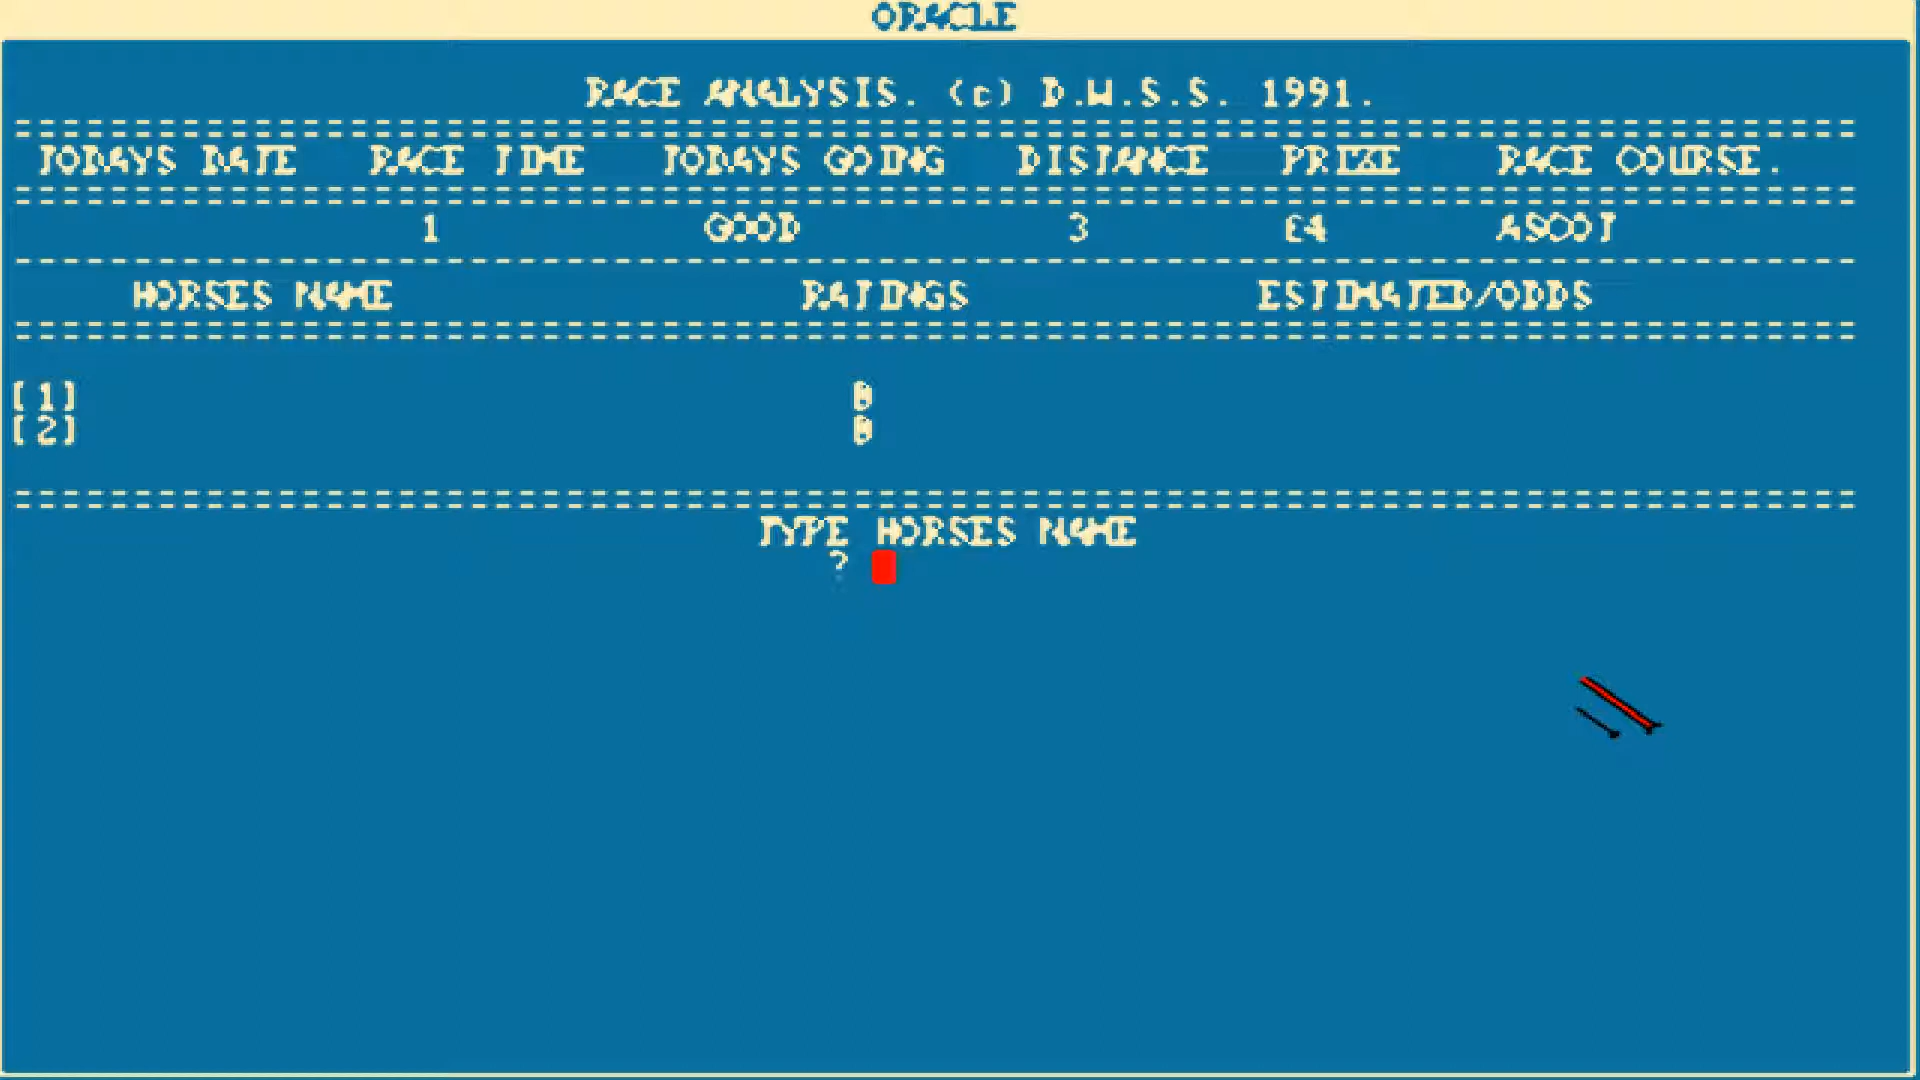 ORACLE
RACE ANALYSIS. (c) D.W.S.S. 1991.
TODAYS DATE RACE TIME TODAYS GOING DISTANCE PRIZE RACE COURSE.
1 GOOD 3 £4 ASCOT
HORSES NAME RATINGS ESTIMATED/ODDS
[1] 0
[2] 0
TYPE HORSES NAME
?